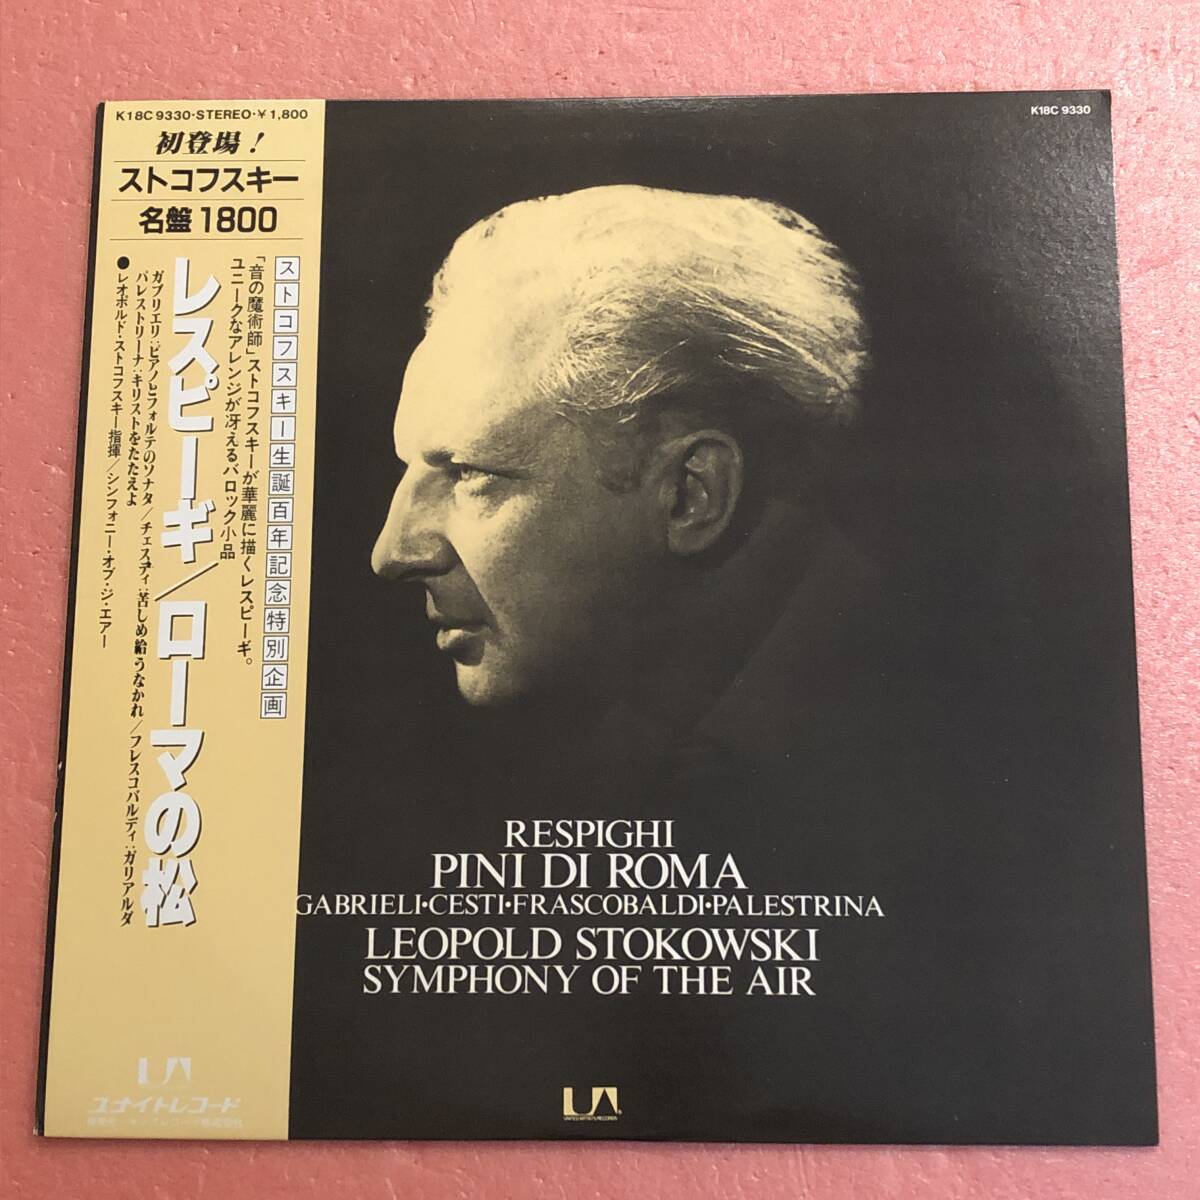 K18C 9330・STEREO・￥1,800
初登場！
ストコフスキー
名盤1800
ストコフスキー生誕百年記念特別企画
「音の魔術師」ストコフスキーが華麗に描くレスピーギ。
ユニークなアレンジが冴えるバロック小品
レスピーギ／ローマの松
ガブリエリ:ピアノとフォルテのソナタ／チェスティ:苦しめ給うなかれ／フレスコバルディ:ガリアルダ
パレストリーナ:キリストをたたえよ
●レオポルド・ストコフスキー指揮／シンフォニー・オブ・ジ・エアー
UA
ユナイトレコード
K18C 9330
RESPIGHI
PINI DI ROMA
GABRIELI・CESTI・FRASCOBALDI・PALESTRINA
LEOPOLD STOKOWSKI
SYMPHONY OF THE AIR
UA
UNITED ARTISTS RECORDS